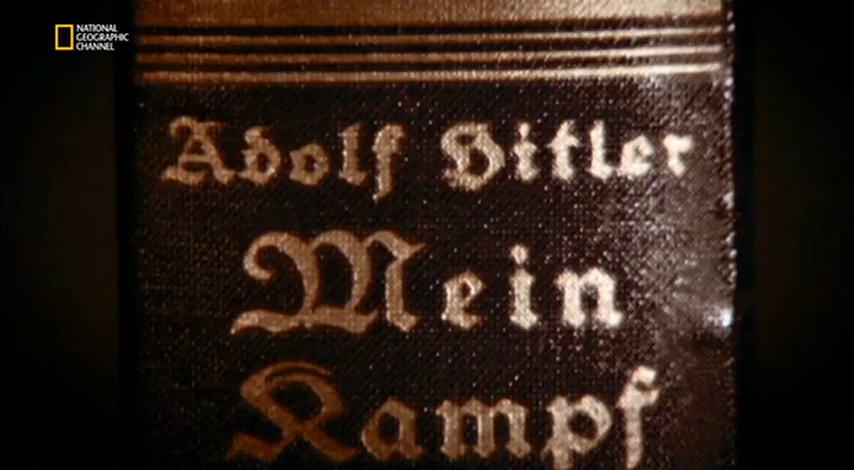 NATIONAL
GEOGRAPHIC
CHANNEL
Adolf Hitler
Mein
Kampf